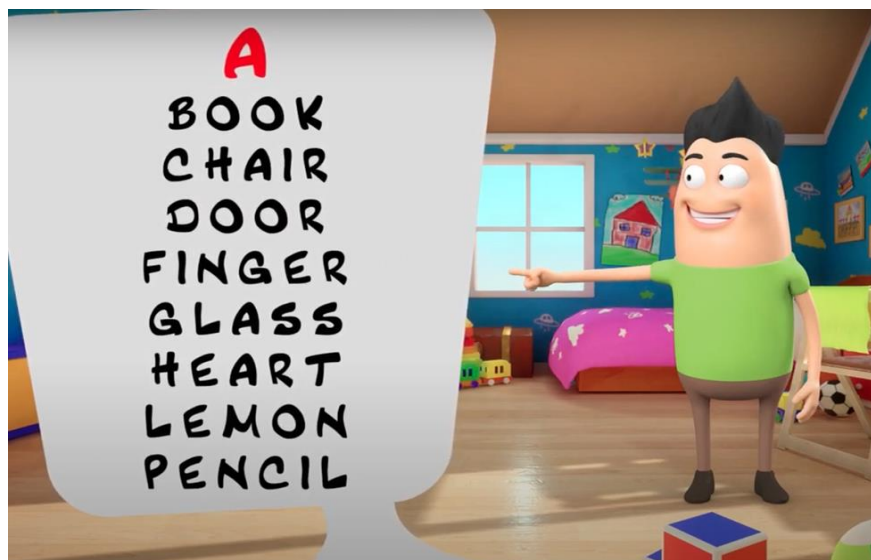 A
BOOK
CHAIR
DOOR
FINGER
GLASS
HEART
LEMON
PENCIL